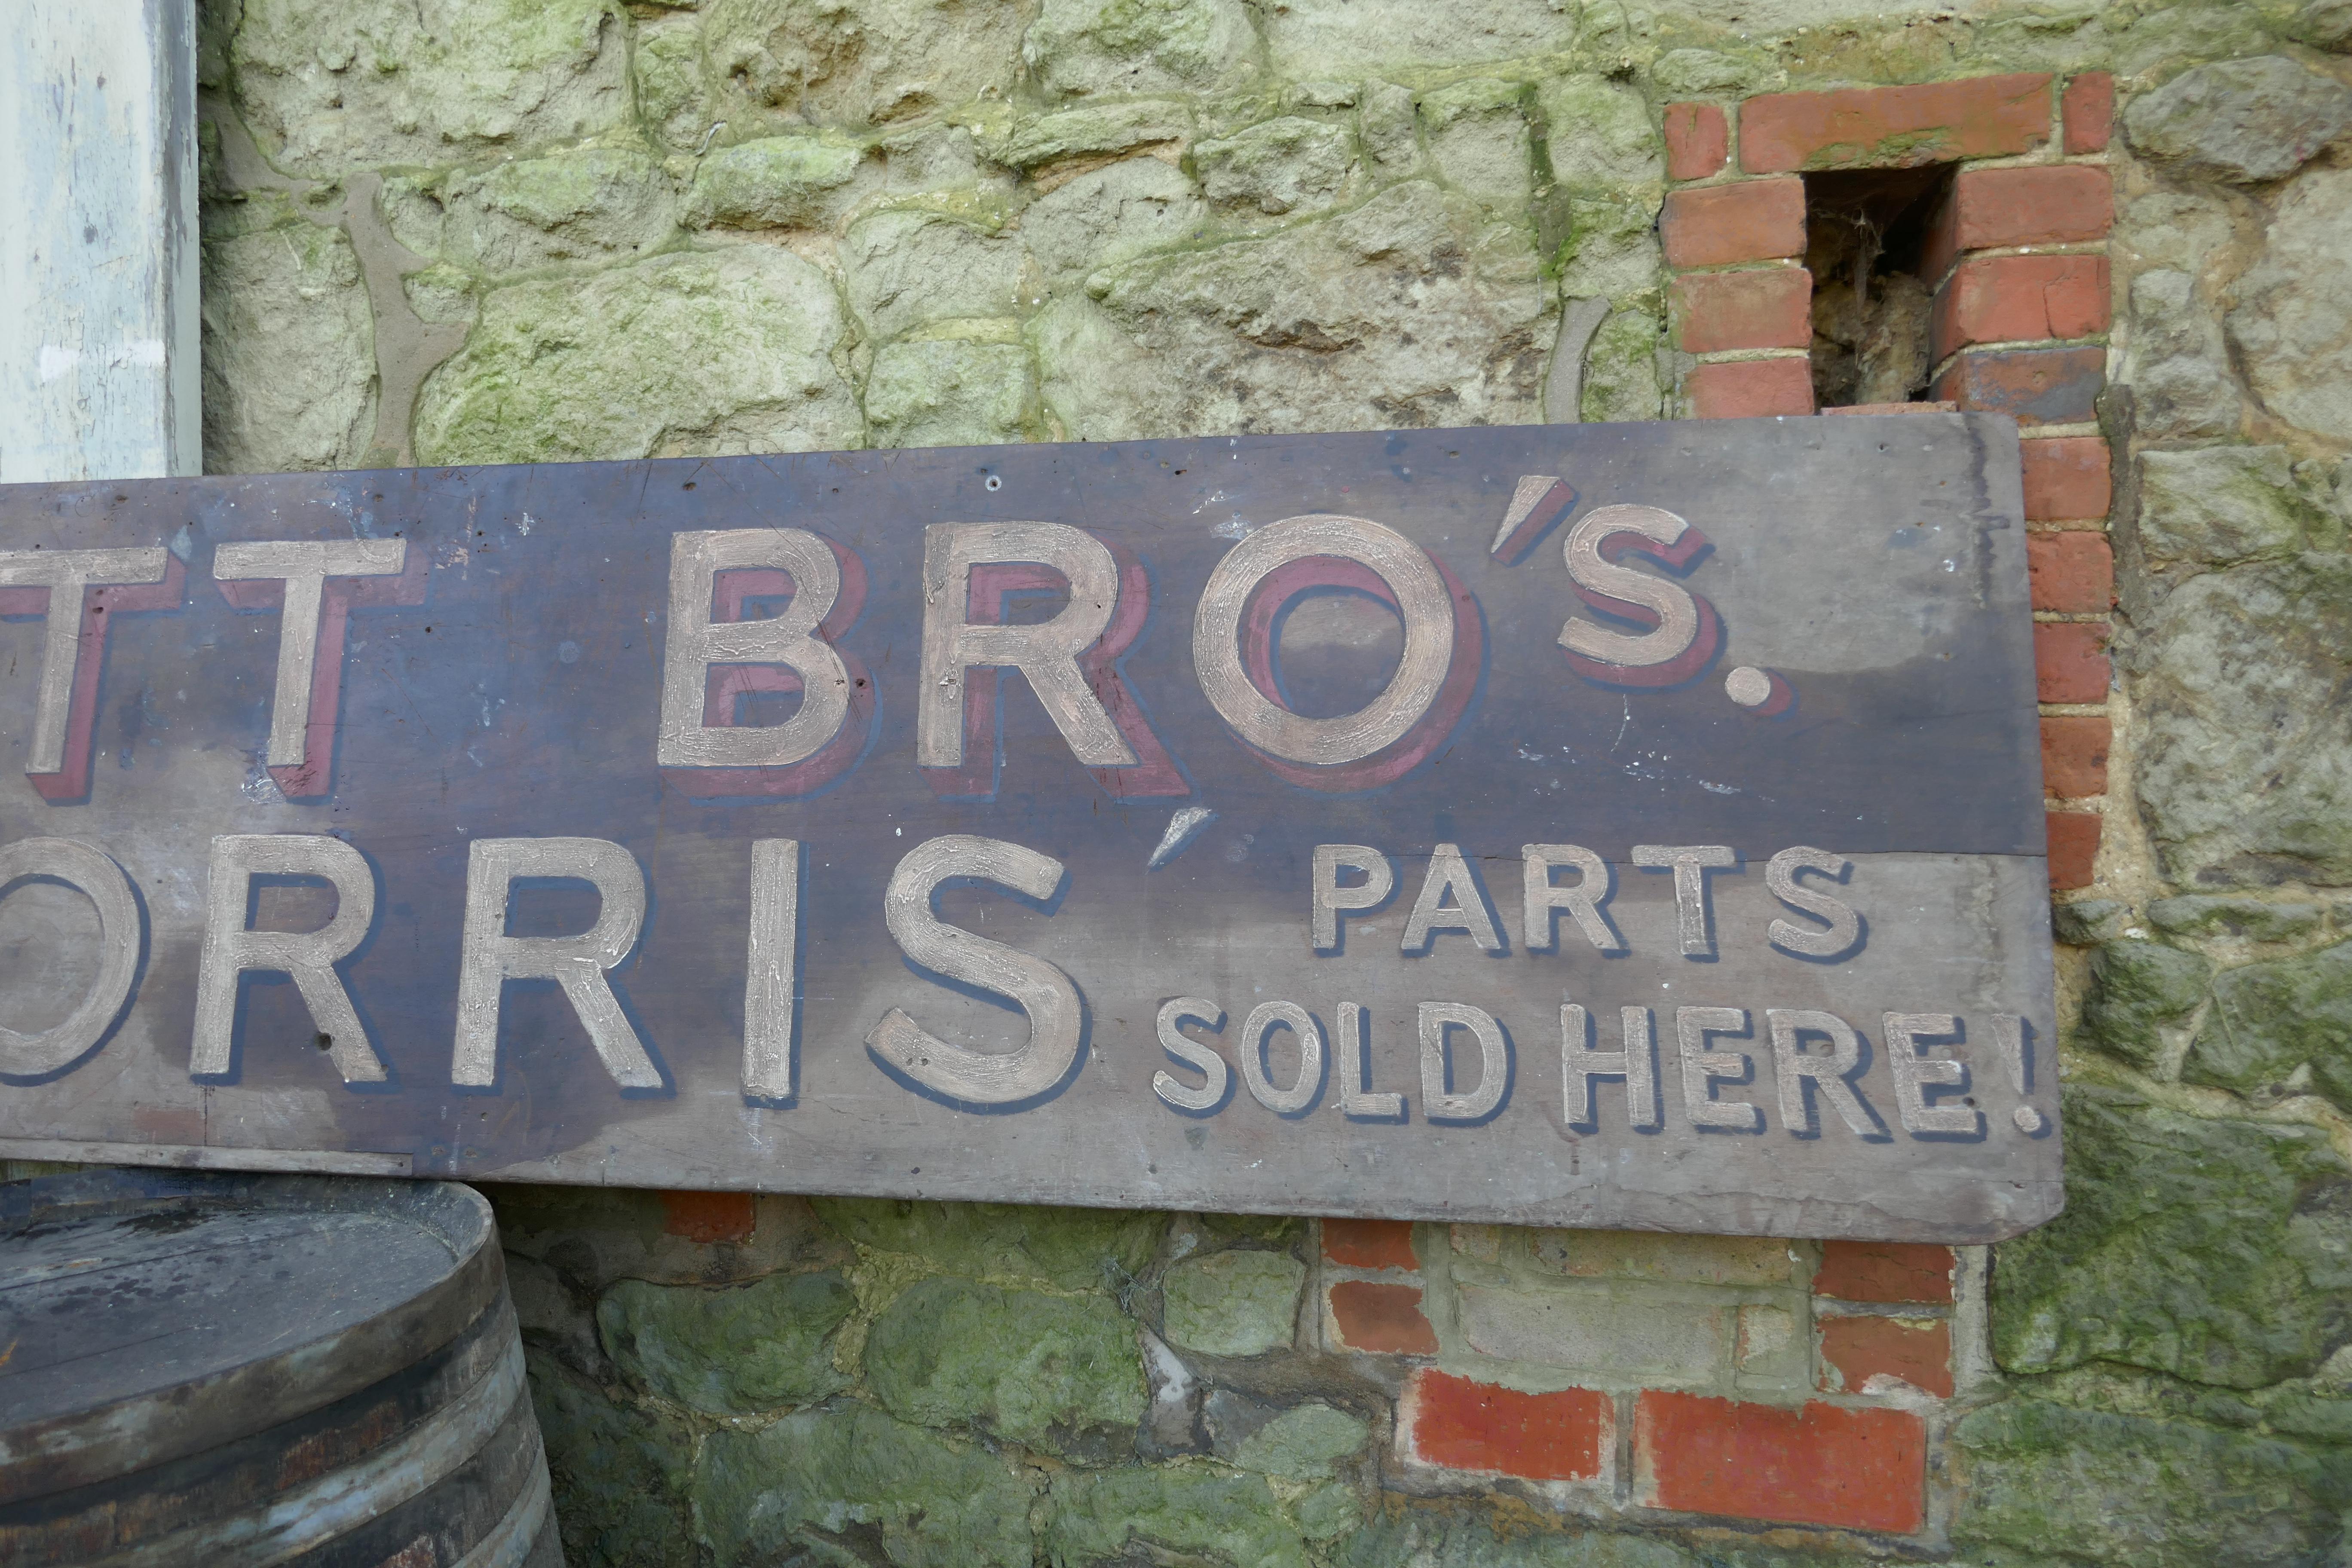 TT BRO'S.
ORRIS' PARTS
SOLD HERE!